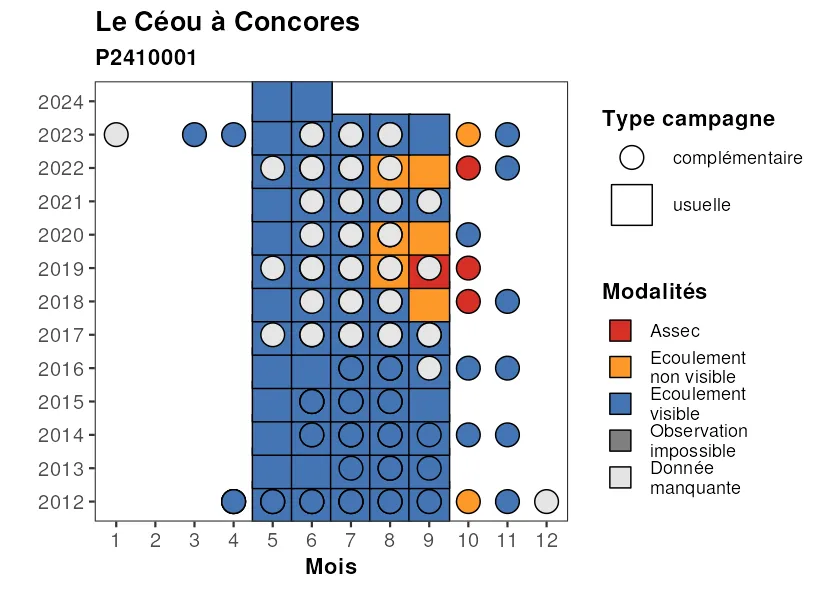 Le Céou à Concores
P2410001
2024
2023
2022
2021
2020
2019
2018
2017
2016
2015
2014
2013
2012
1 2 3 4 5 6 7 8 9 10 11 12
Mois
Type campagne
complémentaire
usuelle
Modalités
Assec
Ecoulement
non visible
Ecoulement
visible
Observation
impossible
Donnée
manquante